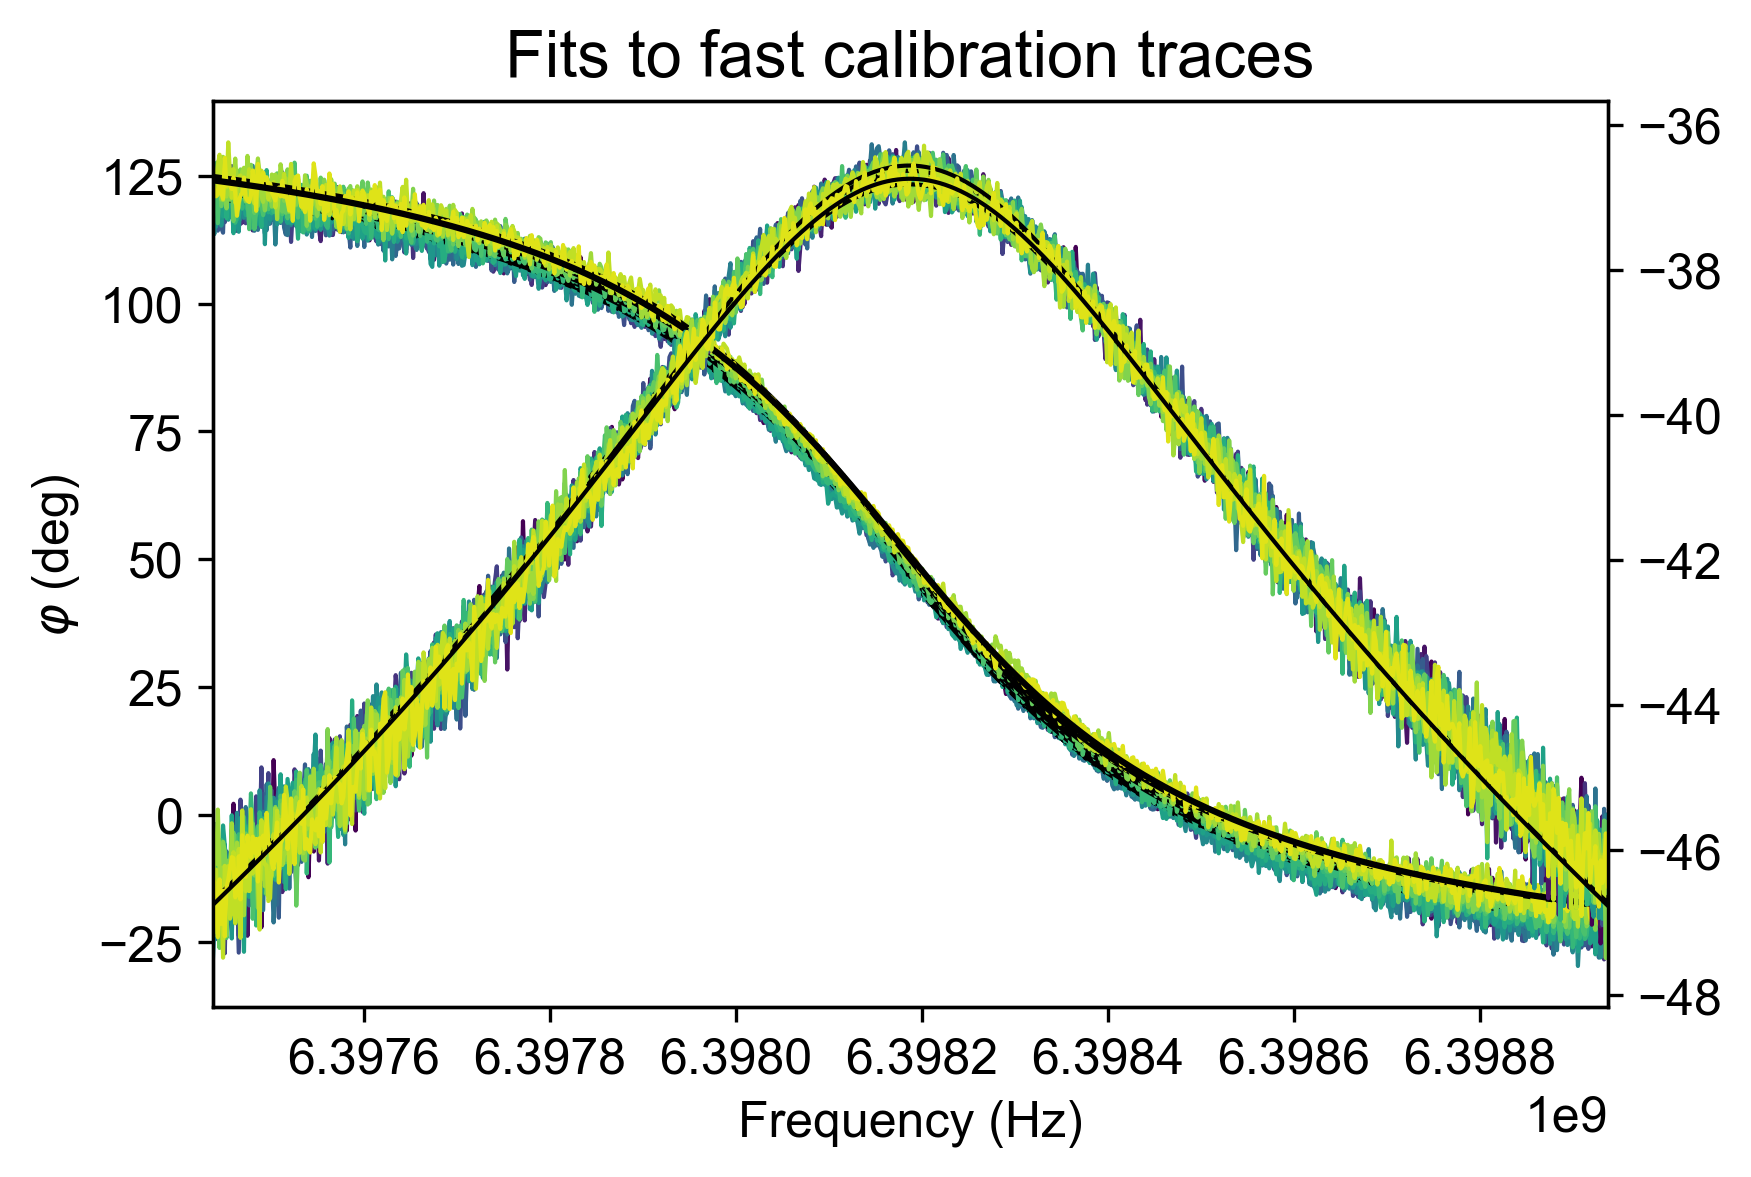 Fits to fast calibration traces
φ (deg)
125
100
75
50
25
0
−25
−36
−38
−40
−42
−44
−46
−48
6.3976 6.3978 6.3980 6.3982 6.3984 6.3986 6.3988
1e9
Frequency (Hz)